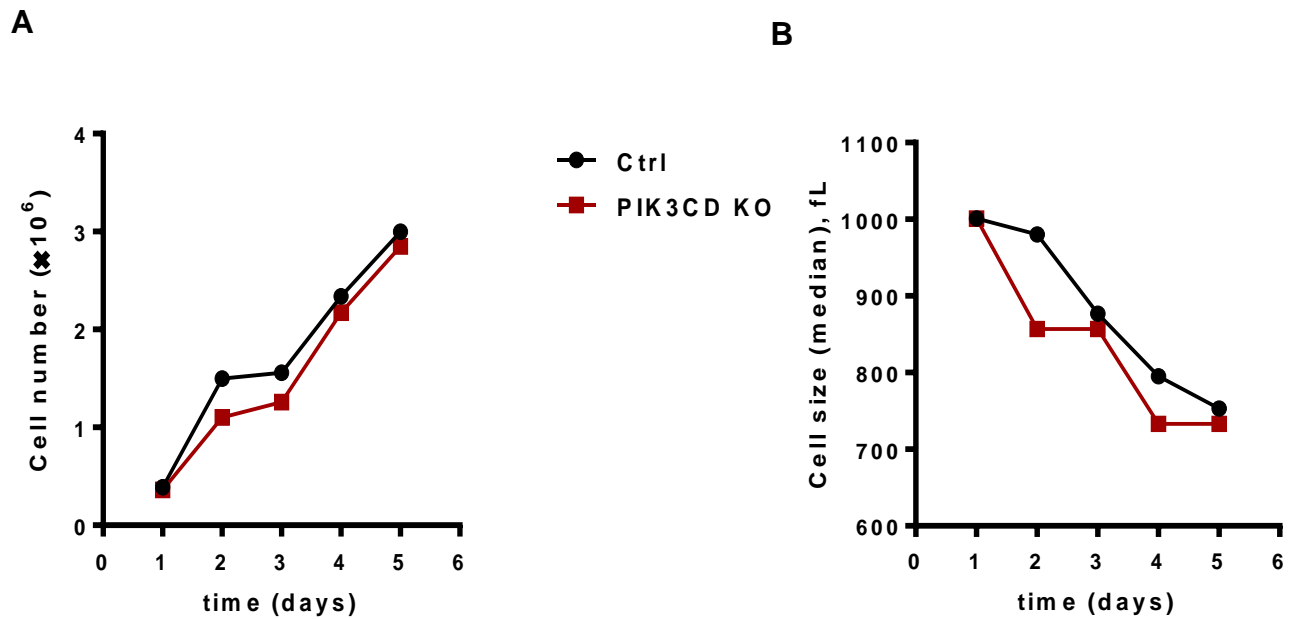 A
B
Cell number (✖10⁶)
4
3
2
1
0
0 1 2 3 4 5 6
time (days)
Ctrl
PIK3CD KO
Cell size (median), fL
1100
1000
900
800
700
600
0 1 2 3 4 5 6
time (days)